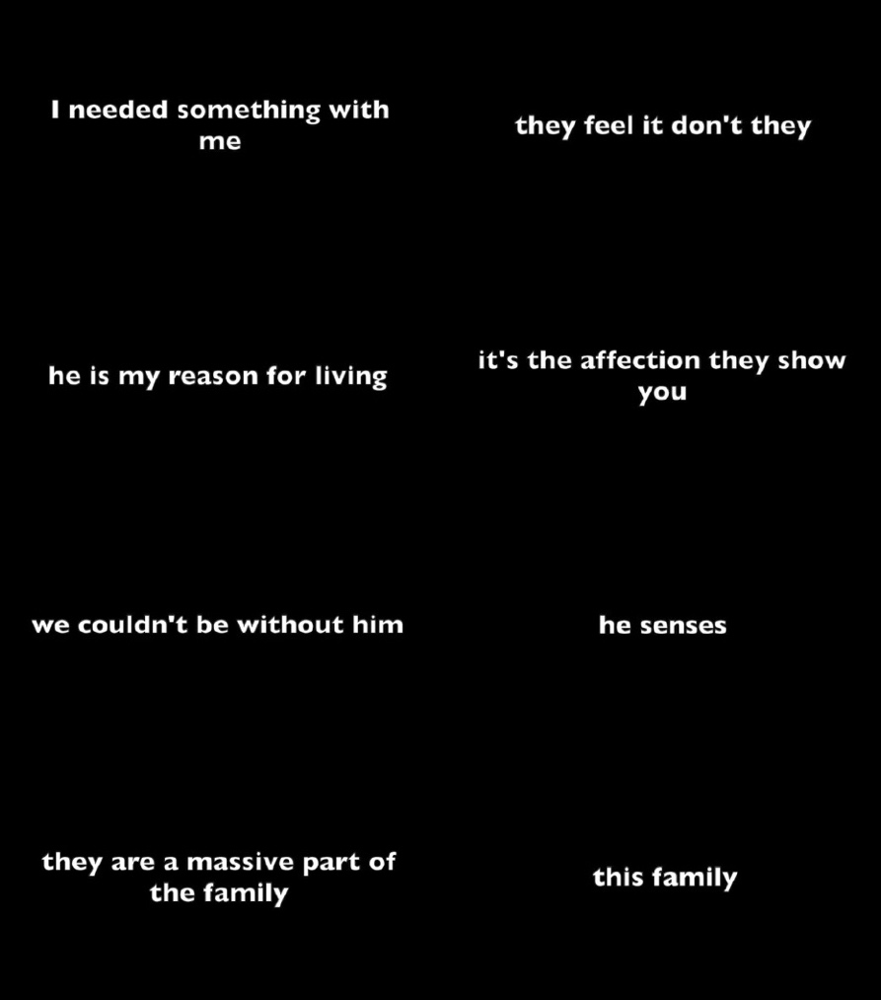 I needed something with
me
they feel it don't they
he is my reason for living
it's the affection they show
you
we couldn't be without him
he senses
they are a massive part of
the family
this family